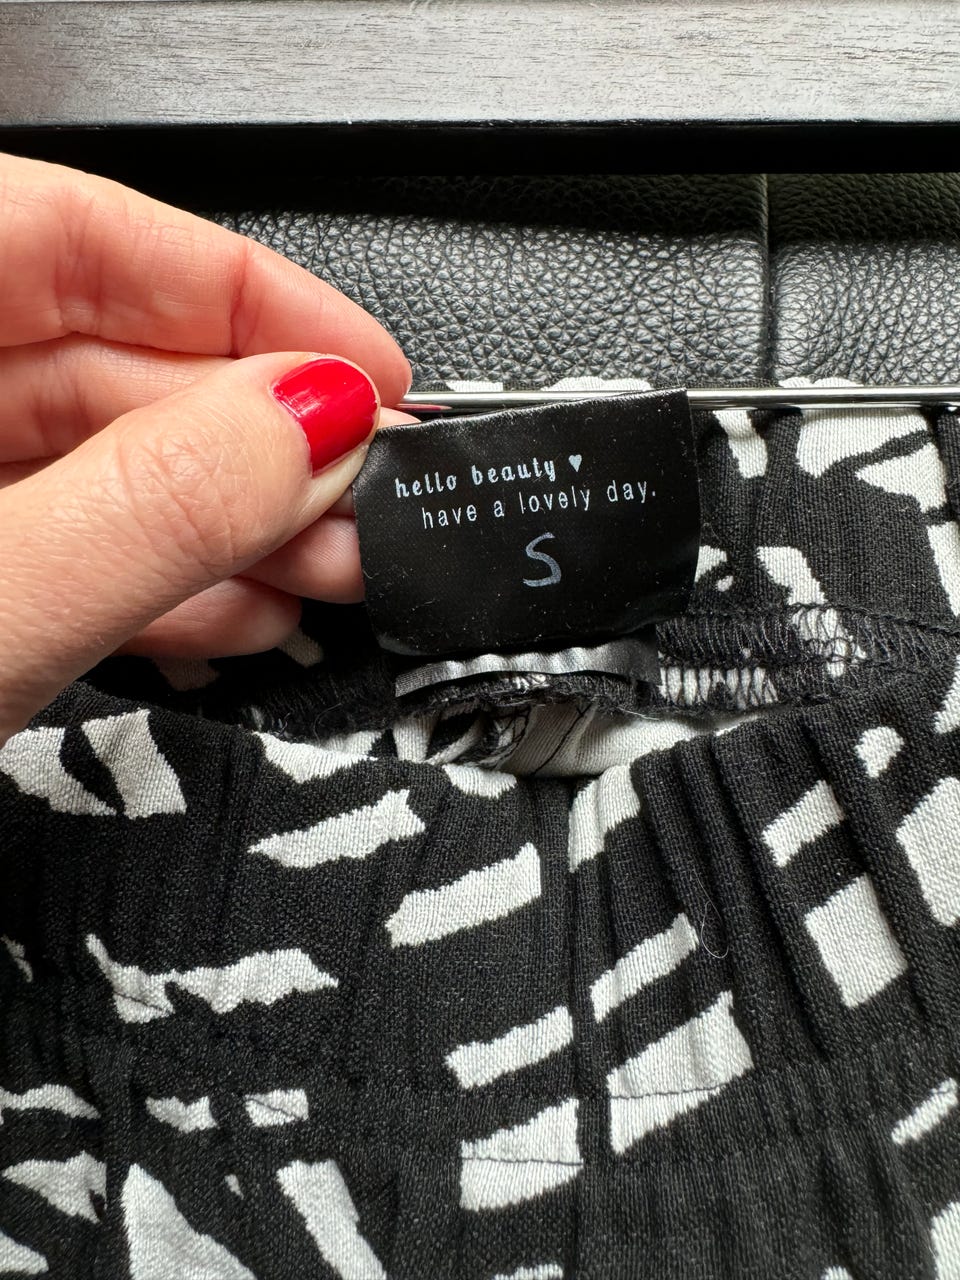 hello beauty ♥
have a lovely day.
S